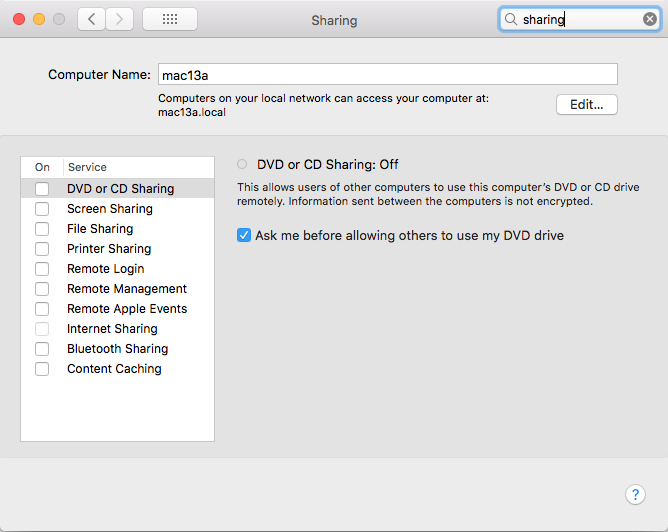 Sharing
sharing
Computer Name:
mac13a
Computers on your local network can access your computer at:
mac13a.local
Edit...
On Service
DVD or CD Sharing
Screen Sharing
File Sharing
Printer Sharing
Remote Login
Remote Management
Remote Apple Events
Internet Sharing
Bluetooth Sharing
Content Caching
DVD or CD Sharing: Off
This allows users of other computers to use this computer's DVD or CD drive
remotely. Information sent between the computers is not encrypted.
Ask me before allowing others to use my DVD drive
?